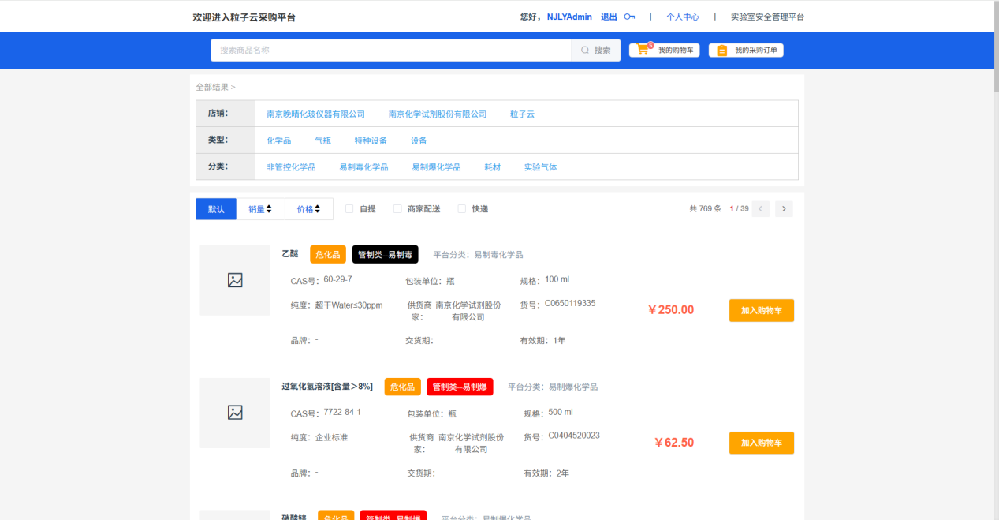 欢迎进入粒子云采购平台
您好，NJLYAdmin 退出 | 个人中心 | 实验室安全管理平台
搜索商品名称 搜索 我的购物车 我的采购订单
全部结果 >
店铺： 南京晚晴化玻仪器有限公司 南京化学试剂股份有限公司 粒子云
类型： 化学品 气瓶 特种设备 设备
分类： 非管控化学品 易制毒化学品 易制爆化学品 耗材 实验气体
默认 销量 价格 自提 商家配送 快递 共 769 条 1 / 39 < >
乙醚 危化品 管制类--易制毒 平台分类：易制毒化学品
CAS号：60-29-7 包装单位：瓶 规格：100 ml
纯度：超干Water≤30ppm 供货商家：南京化学试剂股份有限公司 货号：C0650119335
￥250.00 加入购物车
品牌：- 交货期： 有效期：1年
过氧化氢溶液[含量＞8%] 危化品 管制类--易制爆 平台分类：易制爆化学品
CAS号：7722-84-1 包装单位：瓶 规格：500 ml
纯度：企业标准 供货商家：南京化学试剂股份有限公司 货号：C0404520023
￥62.50 加入购物车
品牌：- 交货期： 有效期：2年
硝酸锌 危化品 管制类--易制爆 平台分类：易制爆化学品